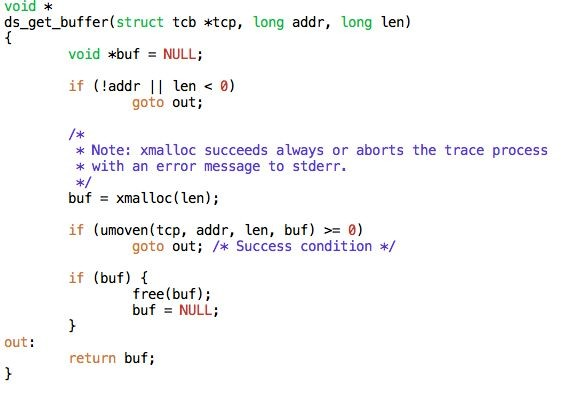 void *
ds_get_buffer(struct tcb *tcp, long addr, long len)
{
        void *buf = NULL;

        if (!addr || len < 0)
                goto out;

        /*
         * Note: xmalloc succeeds always or aborts the trace process
         * with an error message to stderr.
         */
        buf = xmalloc(len);

        if (umoven(tcp, addr, len, buf) >= 0)
                goto out; /* Success condition */

        if (buf) {
                free(buf);
                buf = NULL;
        }
out:
        return buf;
}